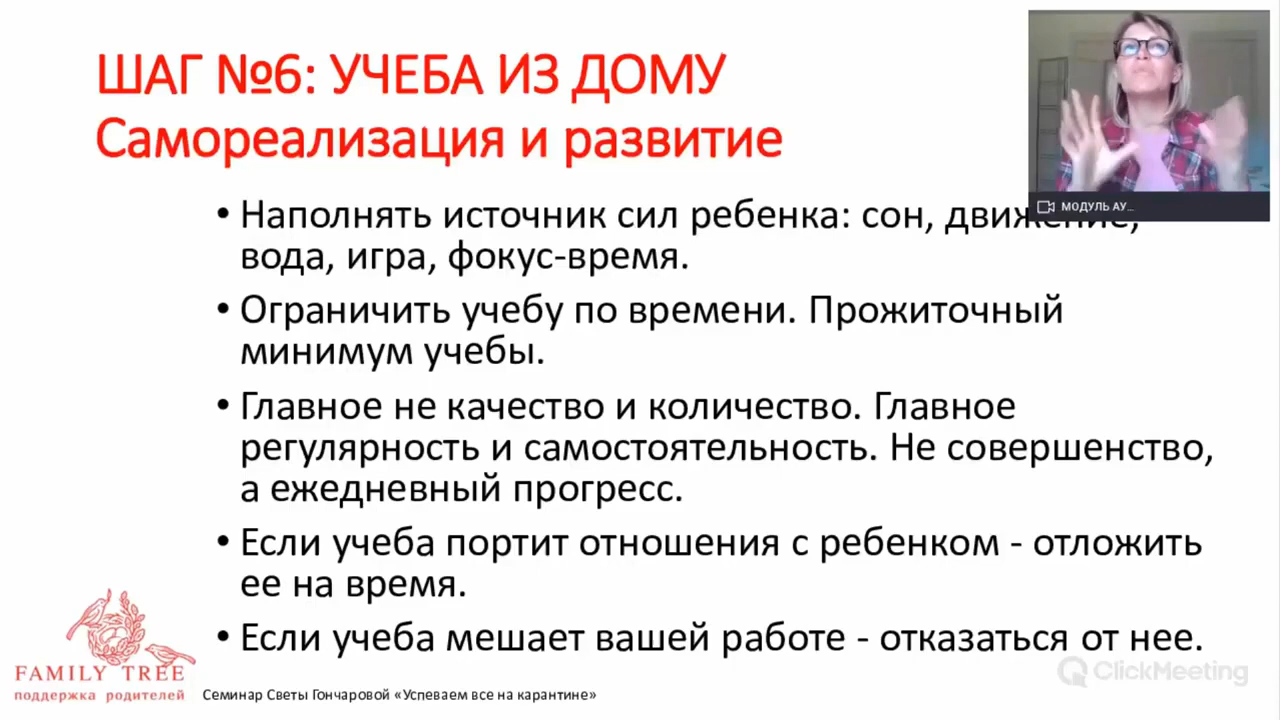 ШАГ №6: УЧЕБА ИЗ ДОМУ
Самореализация и развитие
• Наполнять источник сил ребенка: сон, движение,
вода, игра, фокус-время.
• Ограничить учебу по времени. Прожиточный
минимум учебы.
• Главное не качество и количество. Главное
регулярность и самостоятельность. Не совершенство,
а ежедневный прогресс.
• Если учеба портит отношения с ребенком - отложить
ее на время.
• Если учеба мешает вашей работе - отказаться от нее.
МОДУЛЬ АУ...
FAMILY TREE
поддержка родителей
Семинар Светы Гончаровой «Успеваем все на карантине»
ClickMeeting